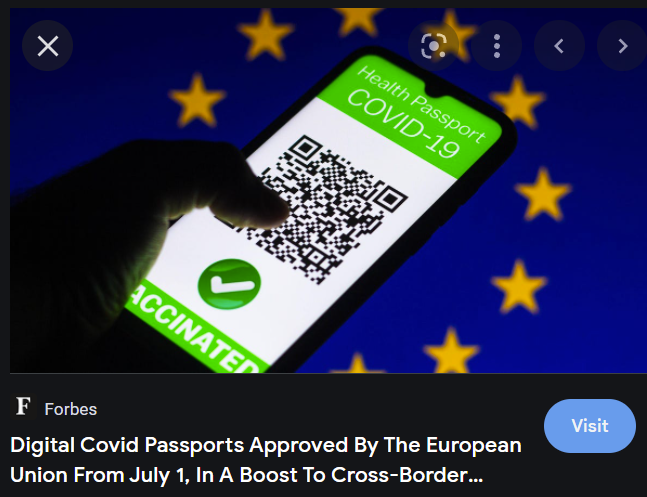 Health Passport
COVID-19
ACCINATED
F Forbes
Digital Covid Passports Approved By The European
Union From July 1, In A Boost To Cross-Border...
Visit